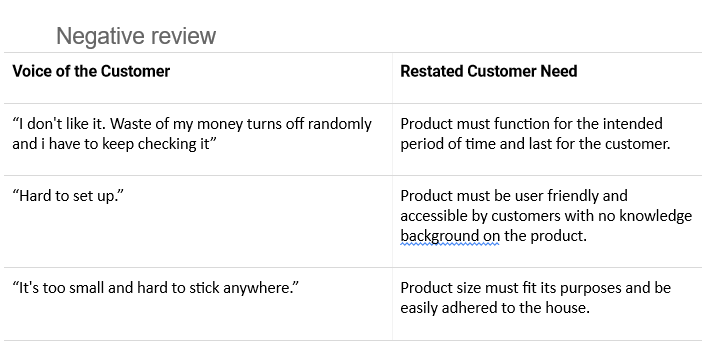 Negative review
Voice of the Customer
Restated Customer Need
“I don't like it. Waste of my money turns off randomly
and i have to keep checking it”
Product must function for the intended
period of time and last for the customer.
“Hard to set up.”
Product must be user friendly and
accessible by customers with no knowledge
background on the product.
“It's too small and hard to stick anywhere.”
Product size must fit its purposes and be
easily adhered to the house.